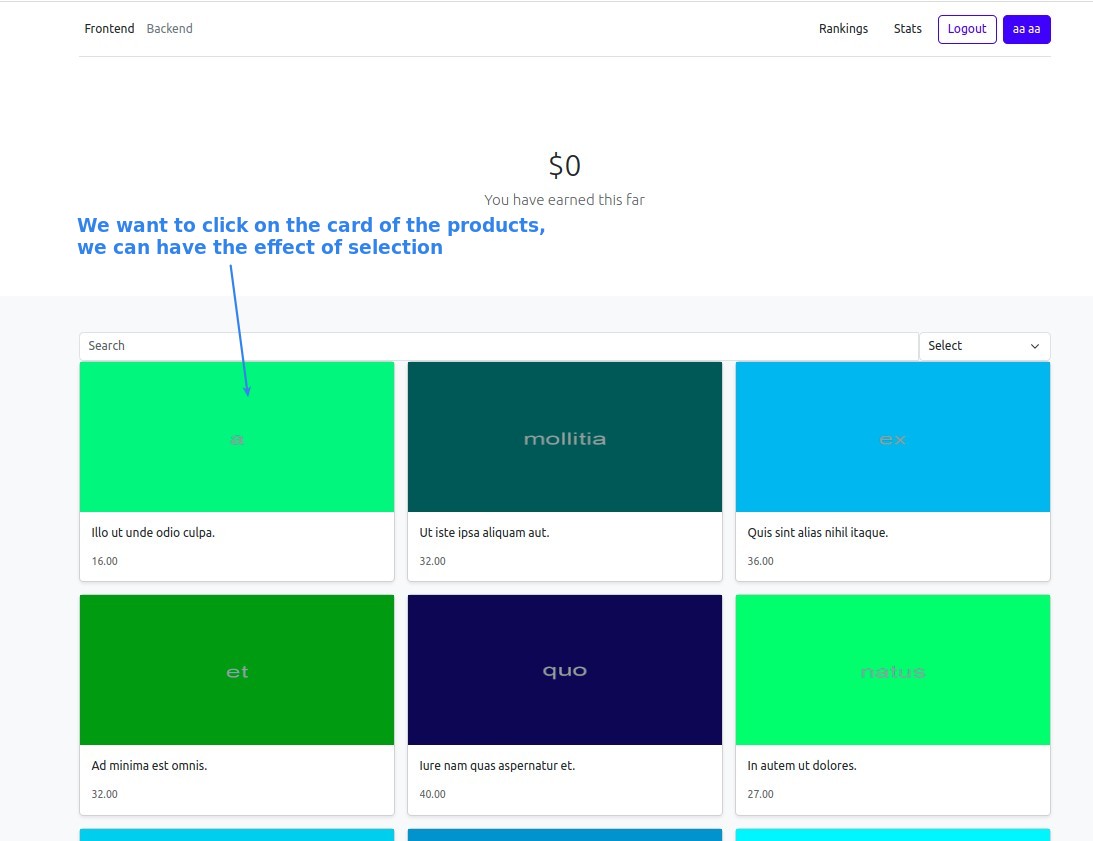 Frontend Backend Rankings Stats Logout aa aa
$0
You have earned this far
We want to click on the card of the products,
we can have the effect of selection
Search Select
a mollitia ex
Illo ut unde odio culpa. Ut iste ipsa aliquam aut. Quis sint alias nihil itaque.
16.00 32.00 36.00
et quo natus
Ad minima est omnis. Iure nam quas aspernatur et. In autem ut dolores.
32.00 40.00 27.00